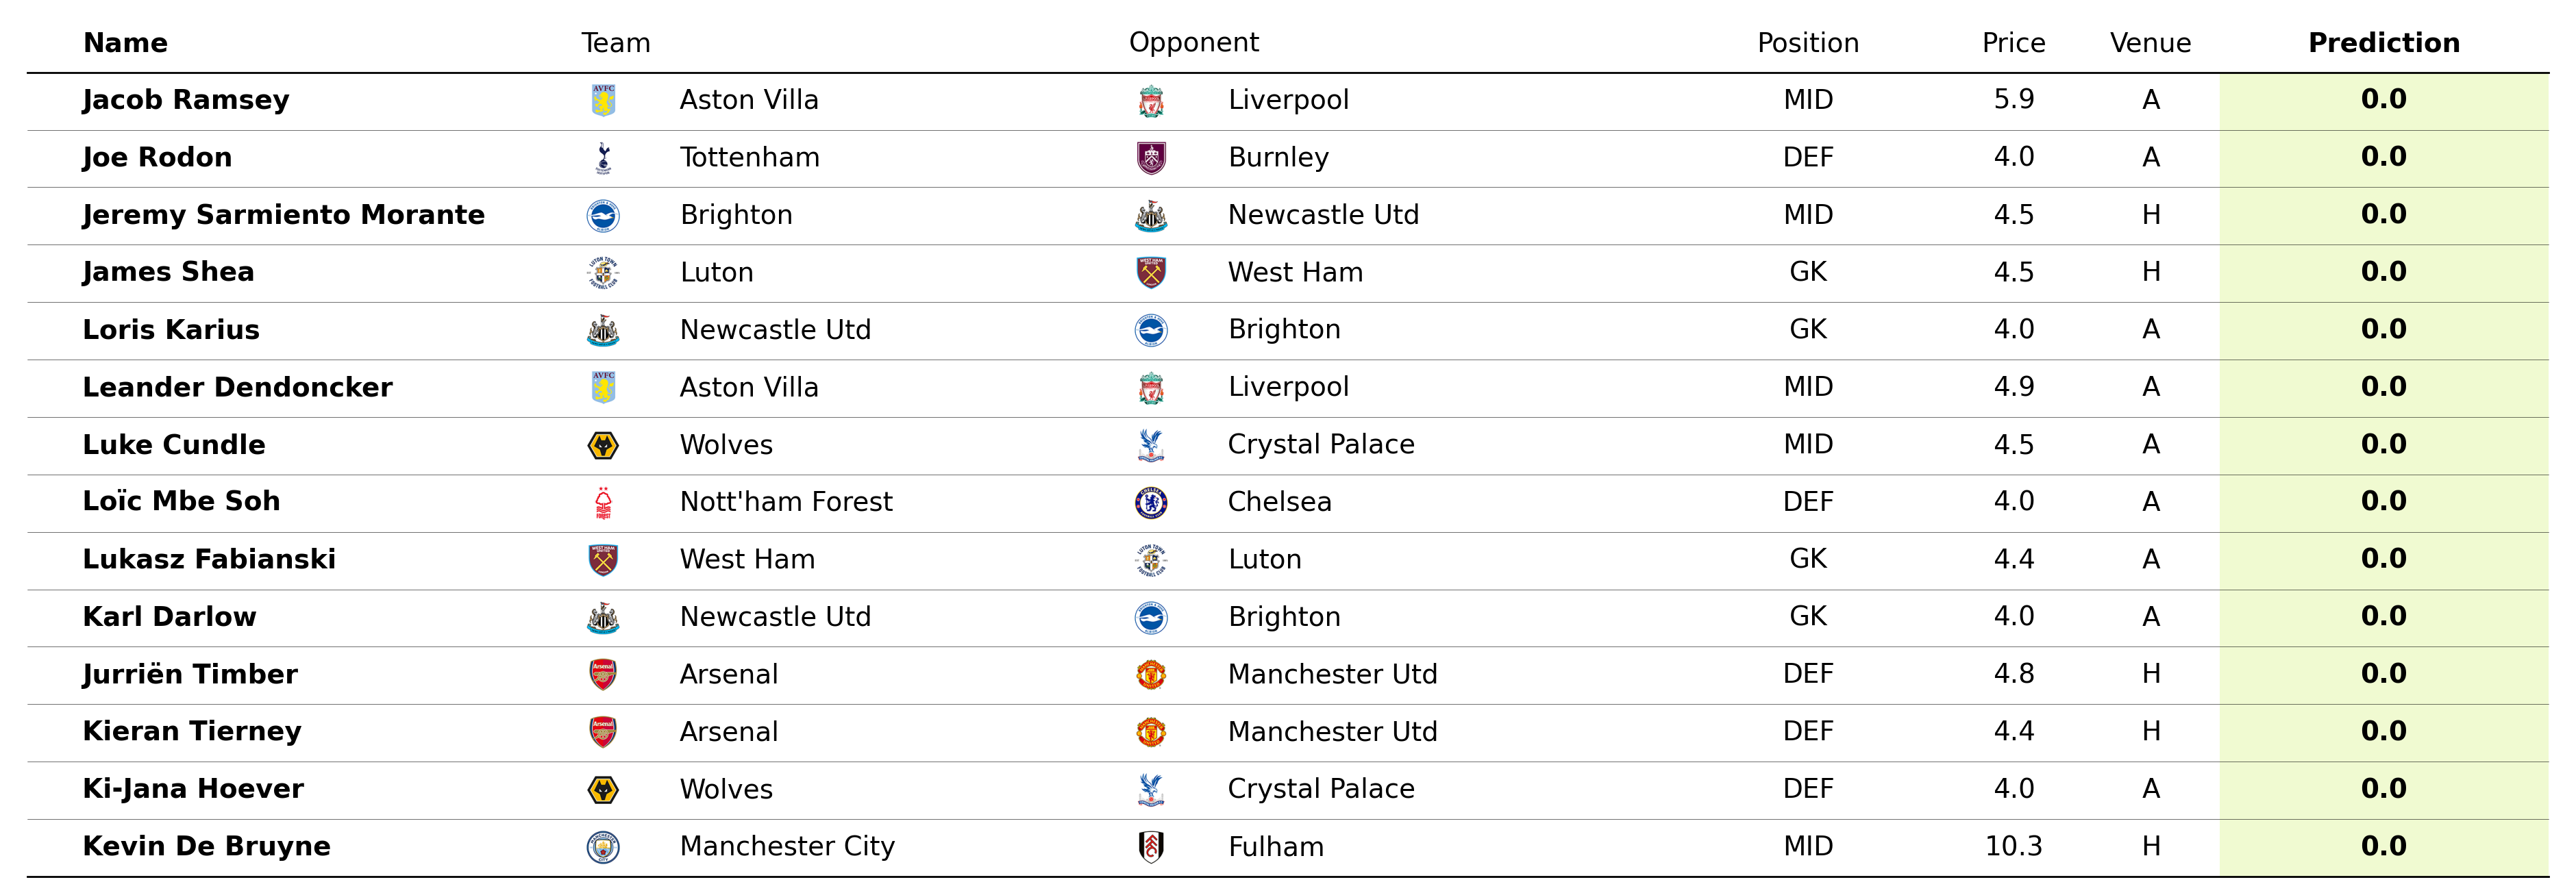 Name Team Opponent Position Price Venue Prediction
Jacob Ramsey Aston Villa Liverpool MID 5.9 A 0.0
Joe Rodon Tottenham Burnley DEF 4.0 A 0.0
Jeremy Sarmiento Morante Brighton Newcastle Utd MID 4.5 H 0.0
James Shea Luton West Ham GK 4.5 H 0.0
Loris Karius Newcastle Utd Brighton GK 4.0 A 0.0
Leander Dendoncker Aston Villa Liverpool MID 4.9 A 0.0
Luke Cundle Wolves Crystal Palace MID 4.5 A 0.0
Loïc Mbe Soh Nott'ham Forest Chelsea DEF 4.0 A 0.0
Lukasz Fabianski West Ham Luton GK 4.4 A 0.0
Karl Darlow Newcastle Utd Brighton GK 4.0 A 0.0
Jurriën Timber Arsenal Manchester Utd DEF 4.8 H 0.0
Kieran Tierney Arsenal Manchester Utd DEF 4.4 H 0.0
Ki-Jana Hoever Wolves Crystal Palace DEF 4.0 A 0.0
Kevin De Bruyne Manchester City Fulham MID 10.3 H 0.0